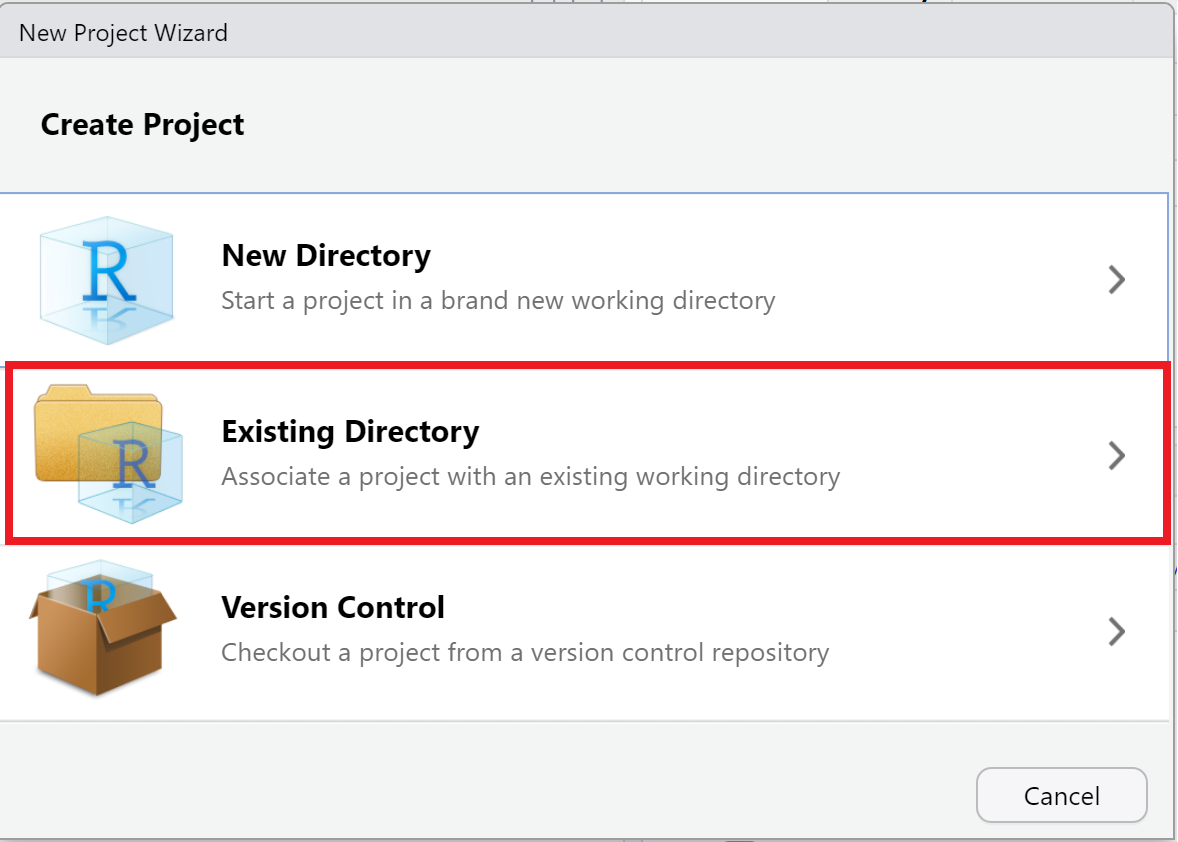 New Project Wizard
Create Project
R
New Directory
Start a project in a brand new working directory
R
Existing Directory
Associate a project with an existing working directory
R
Version Control
Checkout a project from a version control repository
Cancel